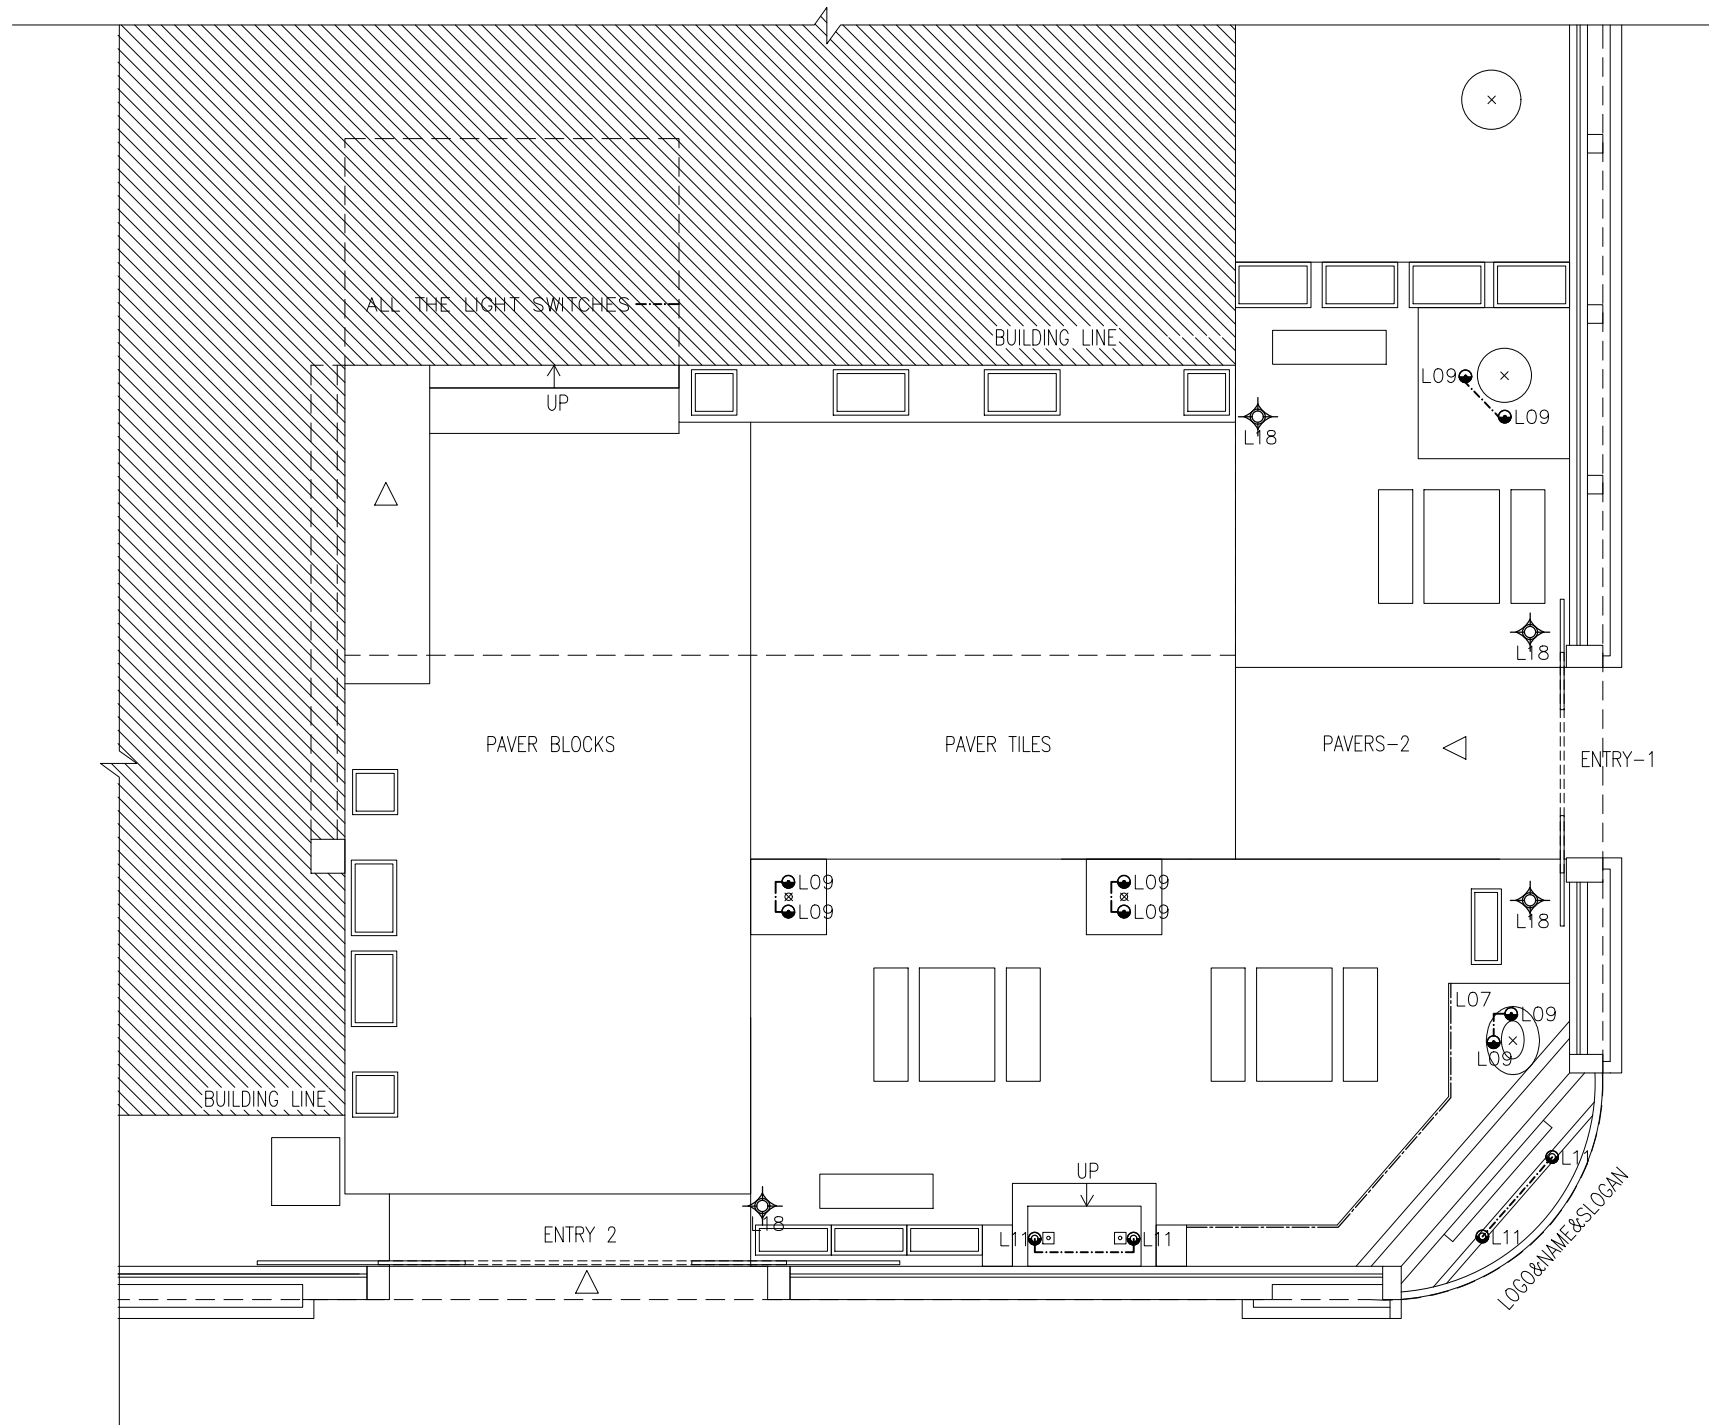 ALL THE LIGHT SWITCHES
BUILDING LINE
UP
L09
L09
L18
L18
PAVER BLOCKS
PAVER TILES
PAVERS-2
ENTRY-1
L09
L09
L09
L09
L18
L07
L09
L09
BUILDING LINE
UP
L11
L18
ENTRY 2
L11
L11
L11
LOGO&NAME&SLOGAN